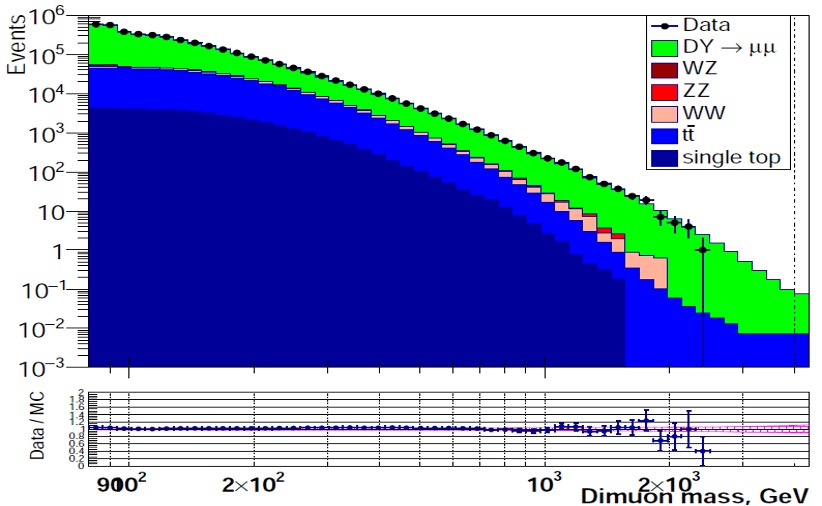 Events
10⁶
10⁵
10⁴
10³
10²
10
1
10⁻¹
10⁻²
10⁻³
Data
DY → μμ
WZ
ZZ
WW
tt̄
single top
Data / MC
2
1.8
1.6
1.4
1.2
1
0.8
0.6
0.4
0.2
0
90
10²
2×10²
10³
2×10³
Dimuon mass, GeV